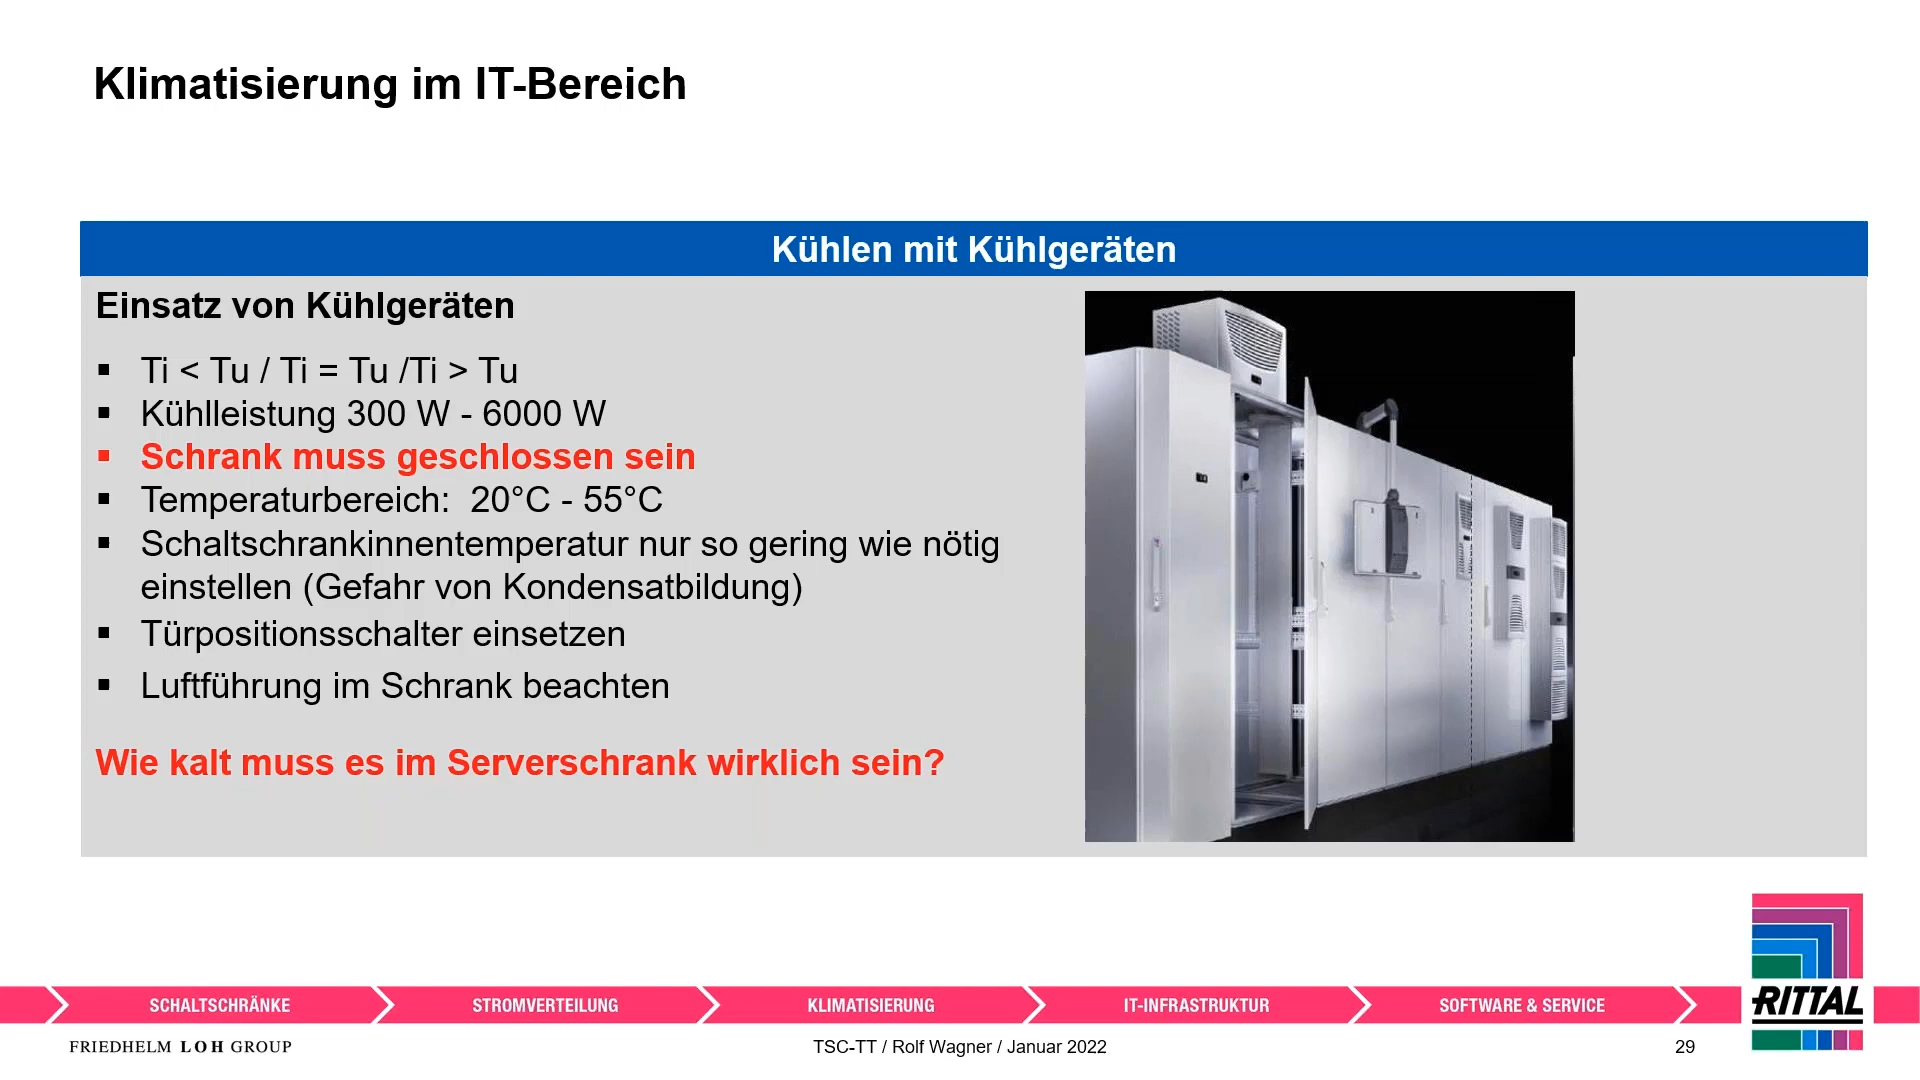 Klimatisierung im IT-Bereich
Kühlen mit Kühlgeräten
Einsatz von Kühlgeräten
▪ Ti < Tu / Ti = Tu /Ti > Tu
▪ Kühlleistung 300 W - 6000 W
▪ Schrank muss geschlossen sein
▪ Temperaturbereich:  20°C - 55°C
▪ Schaltschrankinnentemperatur nur so gering wie nötig
einstellen (Gefahr von Kondensatbildung)
▪ Türpositionsschalter einsetzen
▪ Luftführung im Schrank beachten
Wie kalt muss es im Serverschrank wirklich sein?
SCHALTSCHRÄNKE
STROMVERTEILUNG
KLIMATISIERUNG
IT-INFRASTRUKTUR
SOFTWARE & SERVICE
RITTAL
FRIEDHELM LOH GROUP
TSC-TT / Rolf Wagner / Januar 2022
29